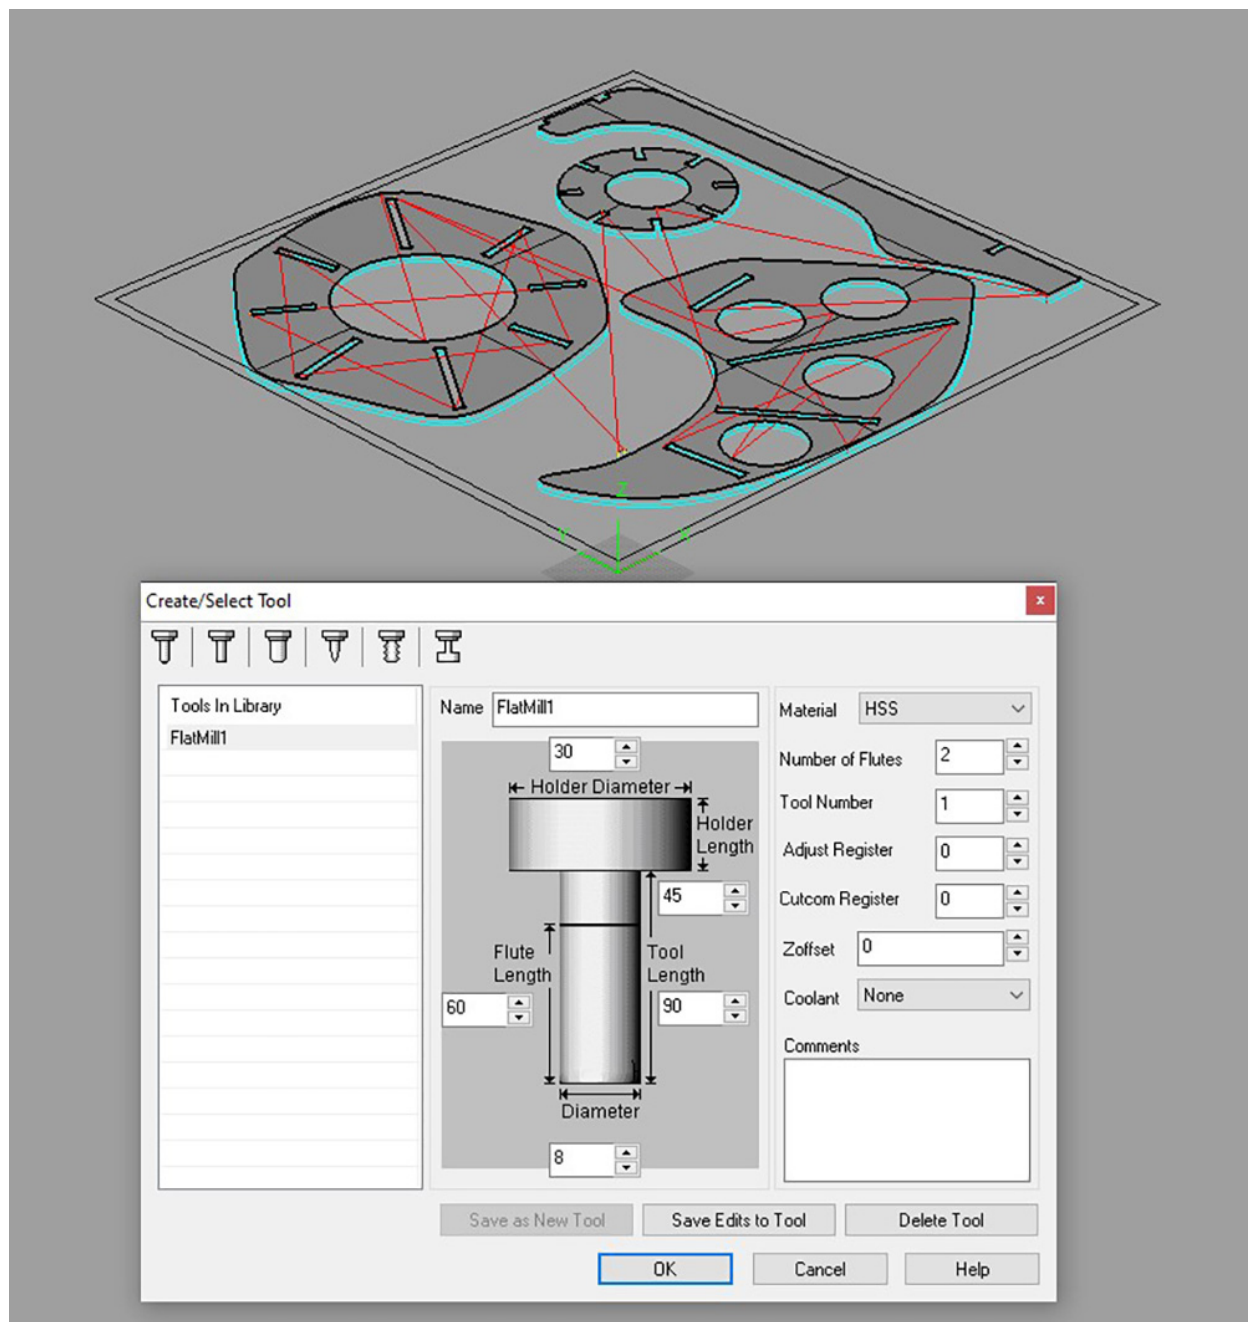 Z
Y
X
Create/Select Tool
x
Tools In Library
FlatMill1
Name FlatMill1
30
Holder Diameter
Holder
Length
45
Flute
Length
Tool
Length
60
90
Diameter
8
Material HSS
Number of Flutes 2
Tool Number 1
Adjust Register 0
Cutcom Register 0
Zoffset 0
Coolant None
Comments
Save as New Tool Save Edits to Tool Delete Tool
OK Cancel Help